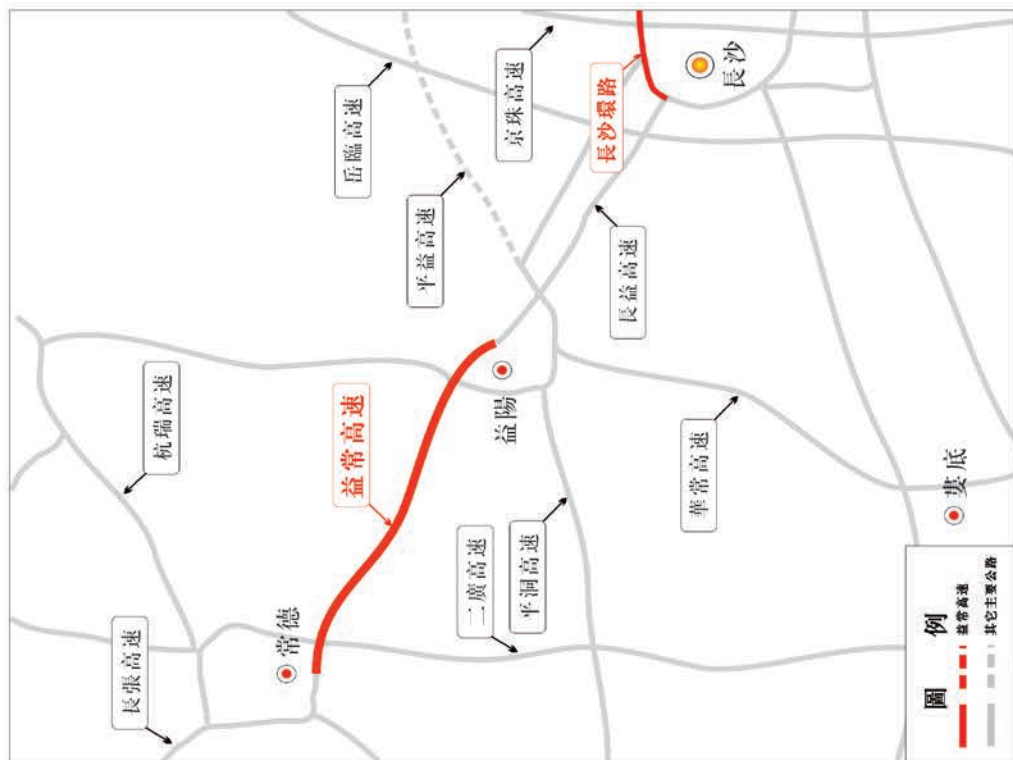 岳臨高速
京珠高速
長沙環路
長沙
平益高速
長益高速
杭瑞高速
益常高速
益陽
華常高速
婁底
長張高速
常德
二廣高速
平洞高速
圖例
益常高速
其它主要公路